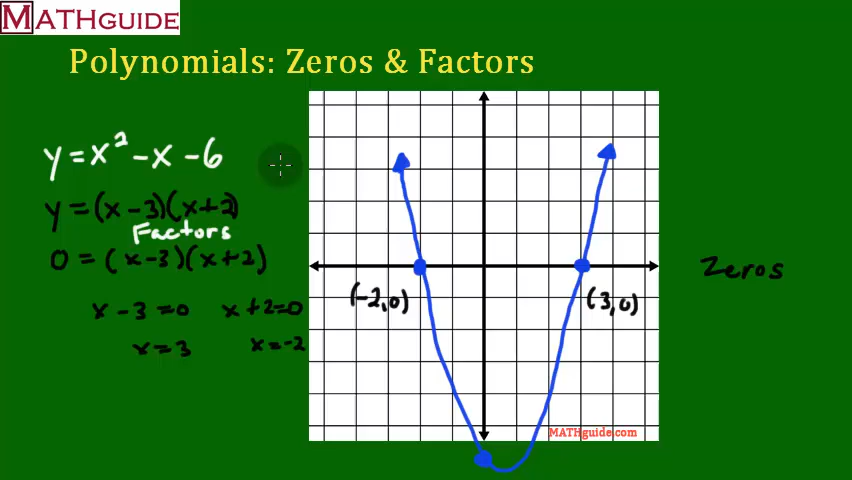 MATHGUIDE
Polynomials: Zeros & Factors
y = x² - x - 6
y = (x - 3)(x + 2)
Factors
0 = (x - 3)(x + 2)
x - 3 = 0 x + 2 = 0
x = 3 x = -2
(-2, 0)
(3, 0)
Zeros
MATHguide.com